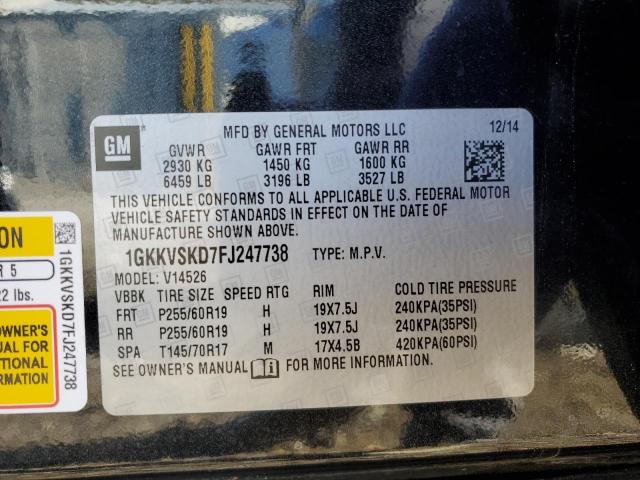 GM
MFD BY GENERAL MOTORS LLC
12/14
GVWR GAWR FRT GAWR RR
2930 KG 1450 KG 1600 KG
6459 LB 3196 LB 3527 LB
THIS VEHICLE CONFORMS TO ALL APPLICABLE U.S. FEDERAL MOTOR
VEHICLE SAFETY STANDARDS IN EFFECT ON THE DATE OF
MANUFACTURE SHOWN ABOVE.
1GKKVSKD7FJ247738 TYPE: M.P.V.
MODEL: V14526
VBBK TIRE SIZE SPEED RTG RIM COLD TIRE PRESSURE
FRT P255/60R19 H 19X7.5J 240KPA(35PSI)
RR P255/60R19 H 19X7.5J 240KPA(35PSI)
SPA T145/70R17 M 17X4.5B 420KPA(60PSI)
SEE OWNER'S MANUAL FOR MORE INFORMATION.
ON
R 5
22 lbs.
OWNER'S
UAL FOR
TIONAL
RMATION
1GKKVSKD7FJ247738